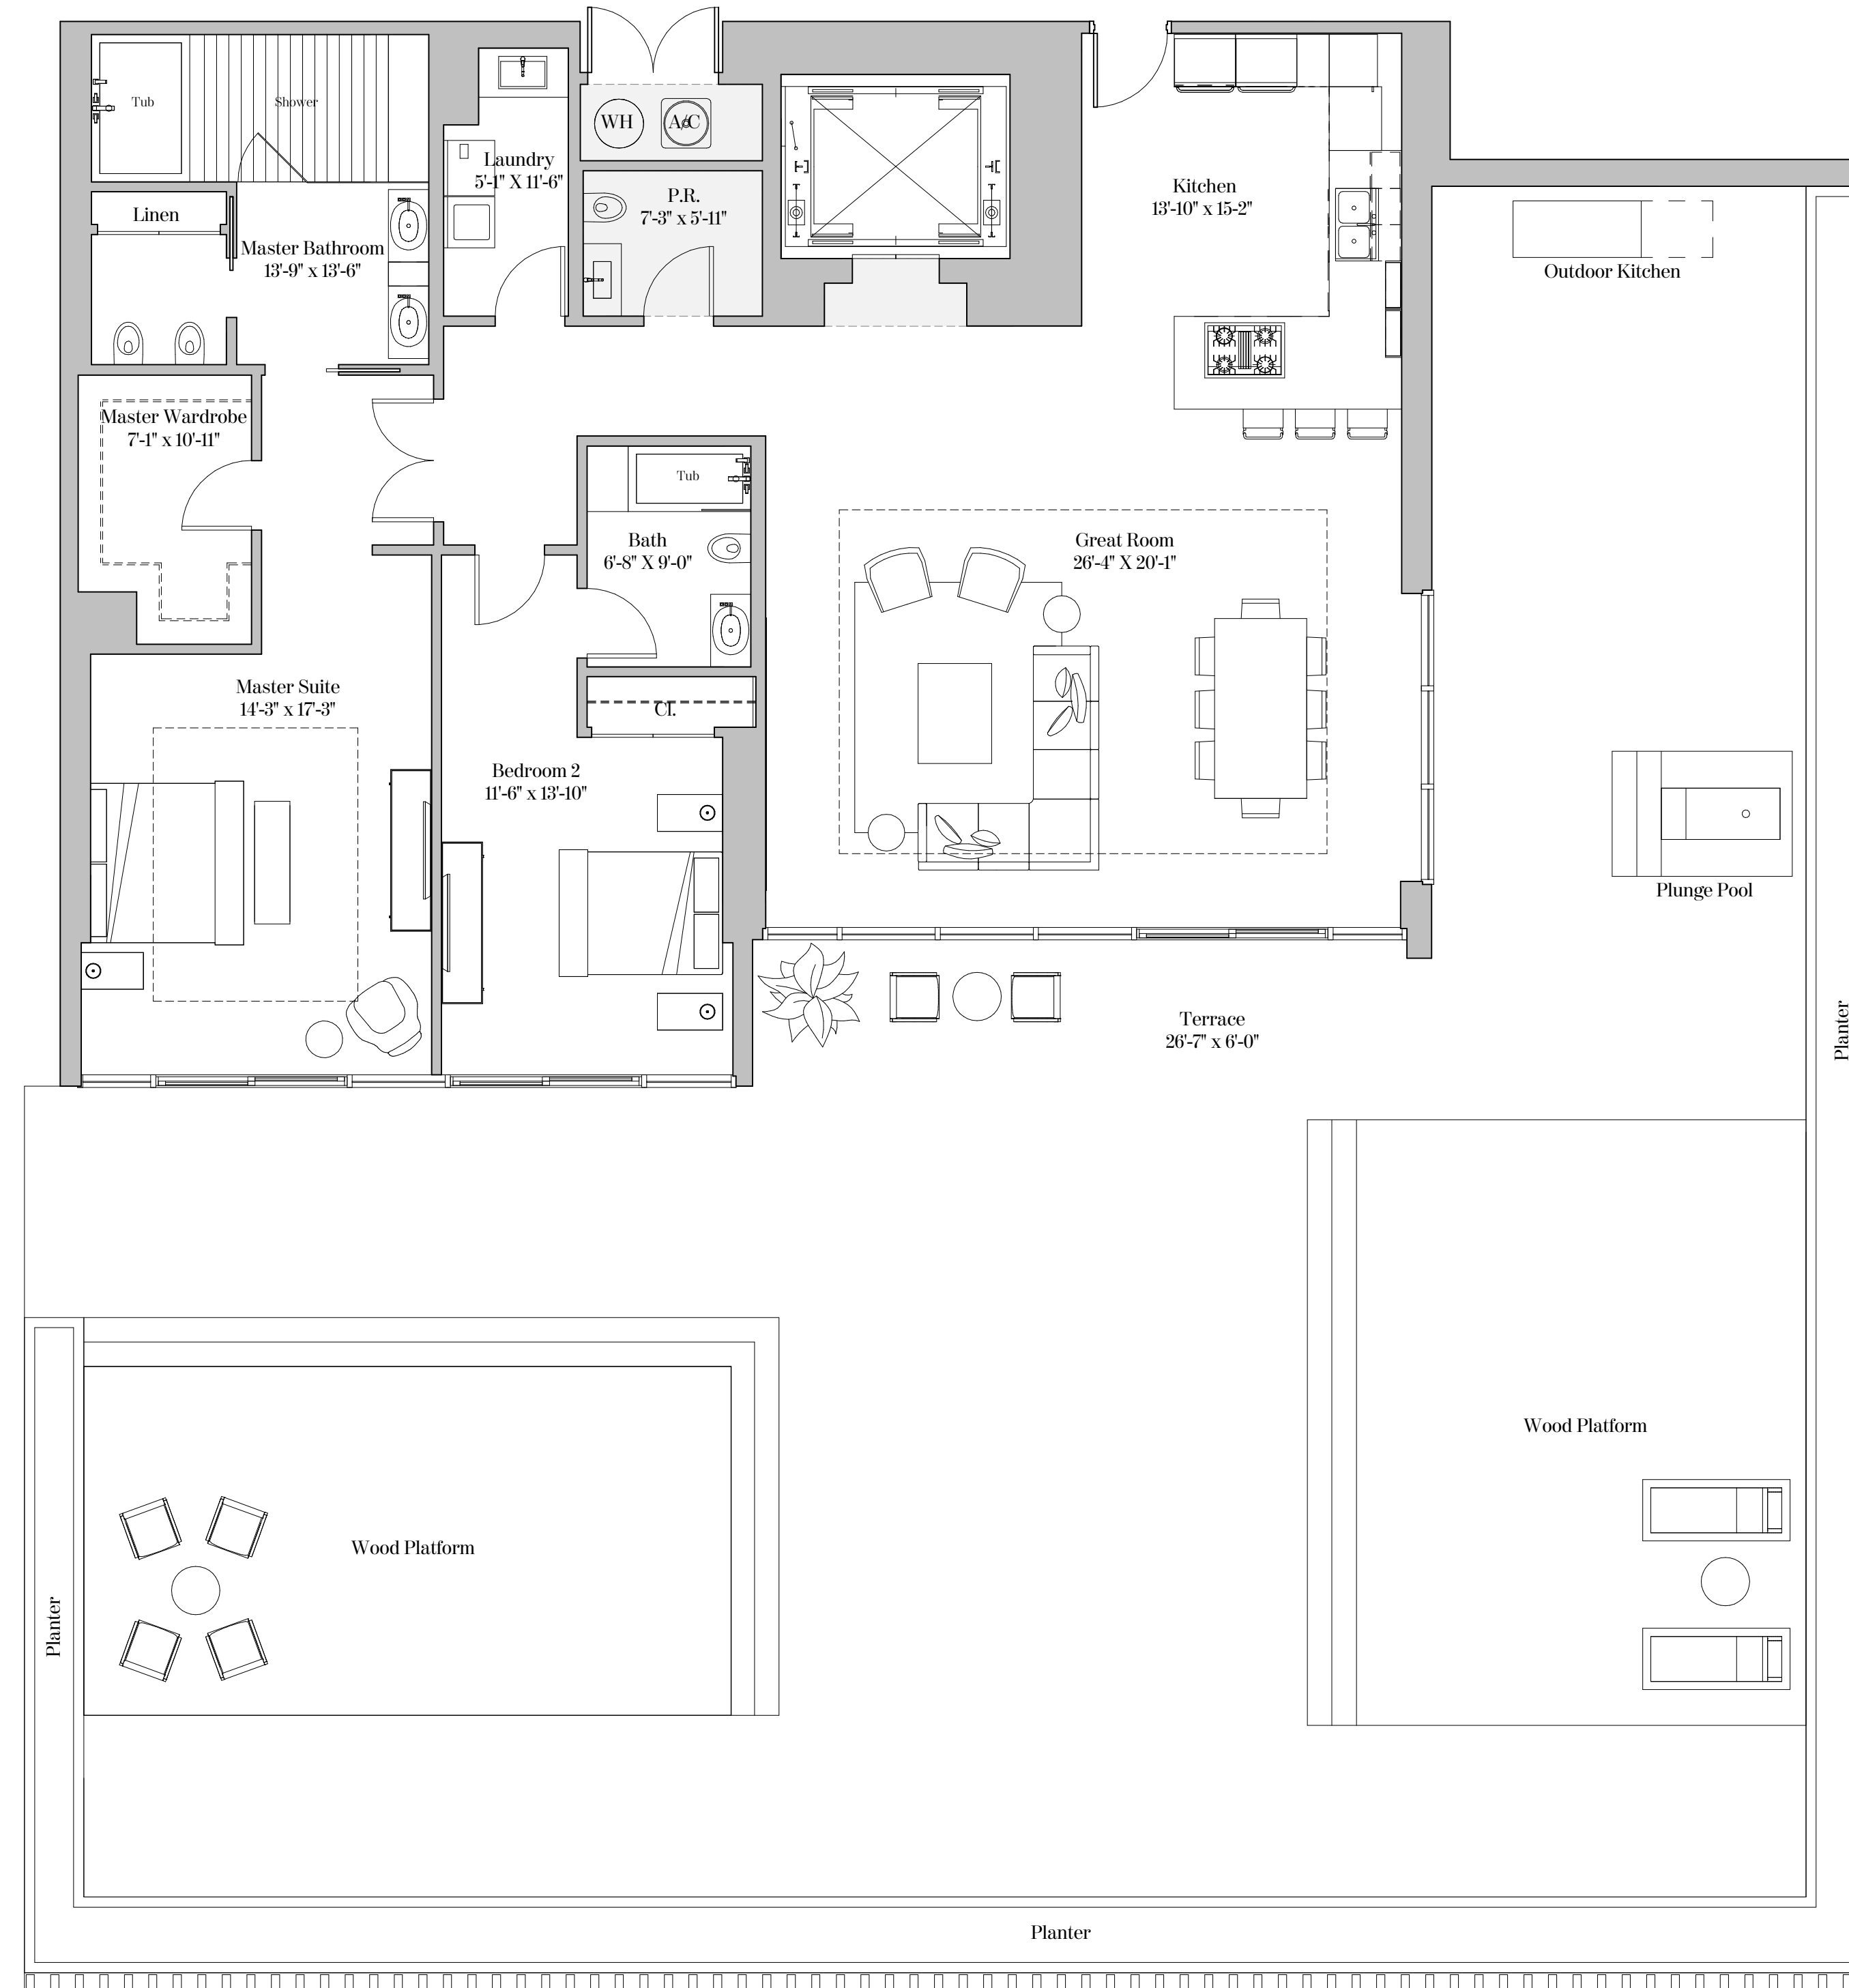 Tub
Shower
WH
A/C
Laundry
5'-1" X 11'-6"
P.R.
7'-3" x 5'-11"
Kitchen
13'-10" x 15-2"
Linen
Master Bathroom
13'-9" x 13'-6"
Outdoor Kitchen
Master Wardrobe
7'-1" x 10'-11"
Tub
Bath
6'-8" X 9'-0"
Great Room
26'-4" X 20'-1"
Master Suite
14'-3" x 17'-3"
Cl.
Bedroom 2
11'-6" x 13'-10"
Plunge Pool
Terrace
26'-7" x 6'-0"
Planter
Wood Platform
Wood Platform
Planter
Planter